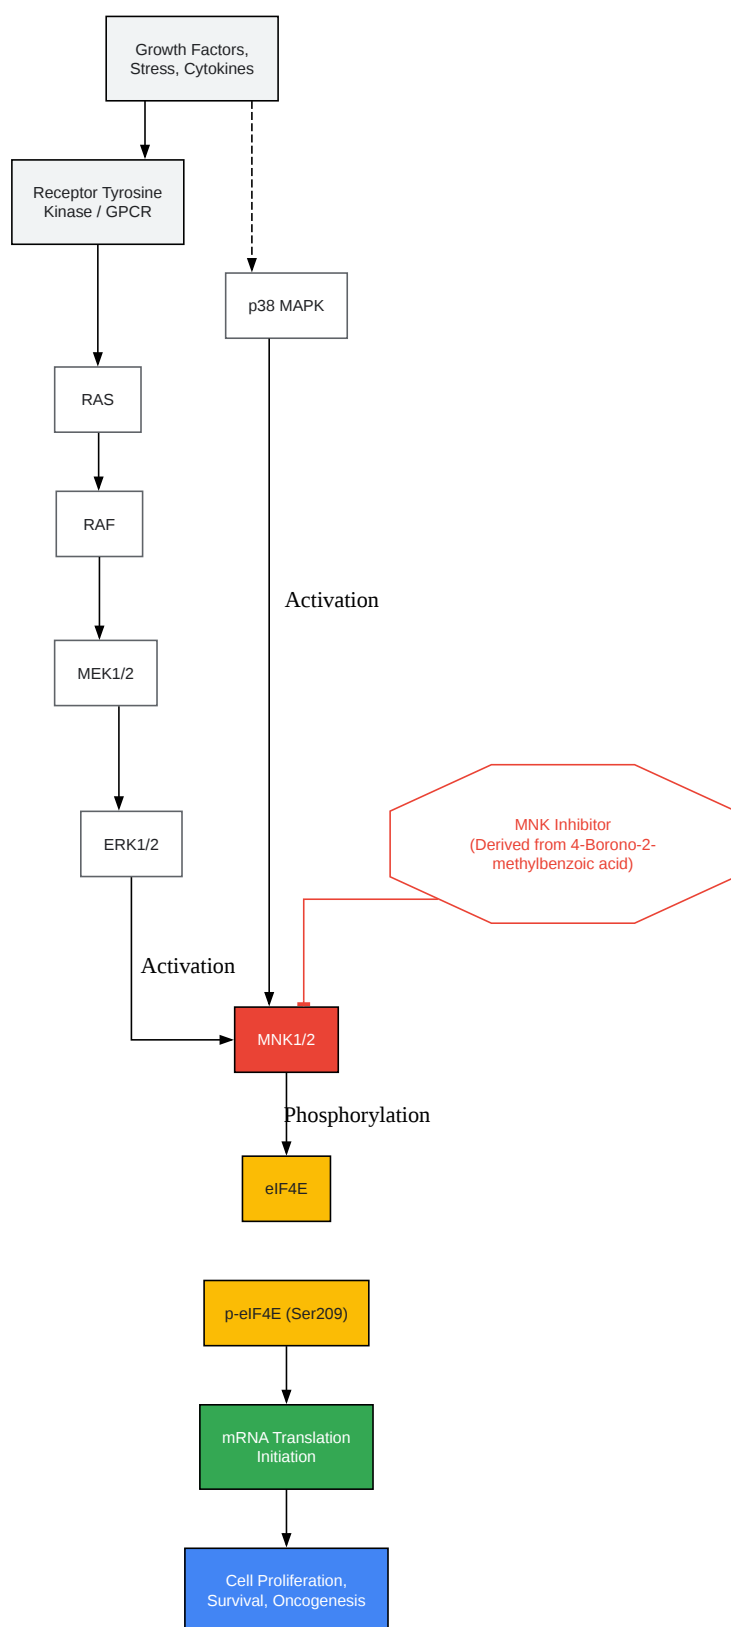 Growth Factors,
Stress, Cytokines
Receptor Tyrosine
Kinase / GPCR
p38 MAPK
RAS
RAF
Activation
MEK1/2
MNK Inhibitor
(Derived from 4-Borono-2-
methylbenzoic acid)
ERK1/2
Activation
MNK1/2
Phosphorylation
eIF4E
p-eIF4E (Ser209)
mRNA Translation
Initiation
Cell Proliferation,
Survival, Oncogenesis